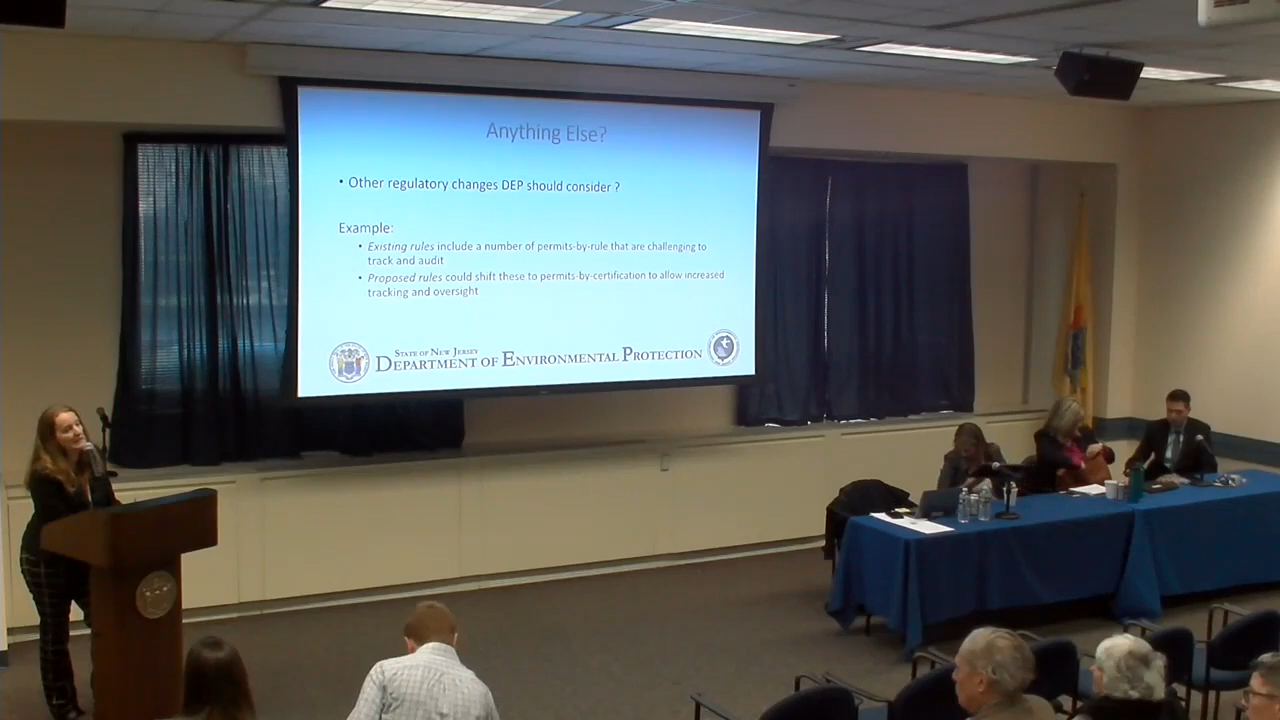 Anything Else?
• Other regulatory changes DEP should consider ?
Example:
• Existing rules include a number of permits-by-rule that are challenging to
track and audit
• Proposed rules could shift these to permits-by-certification to allow increased
tracking and oversight
STATE OF NEW JERSEY
DEPARTMENT OF ENVIRONMENTAL PROTECTION